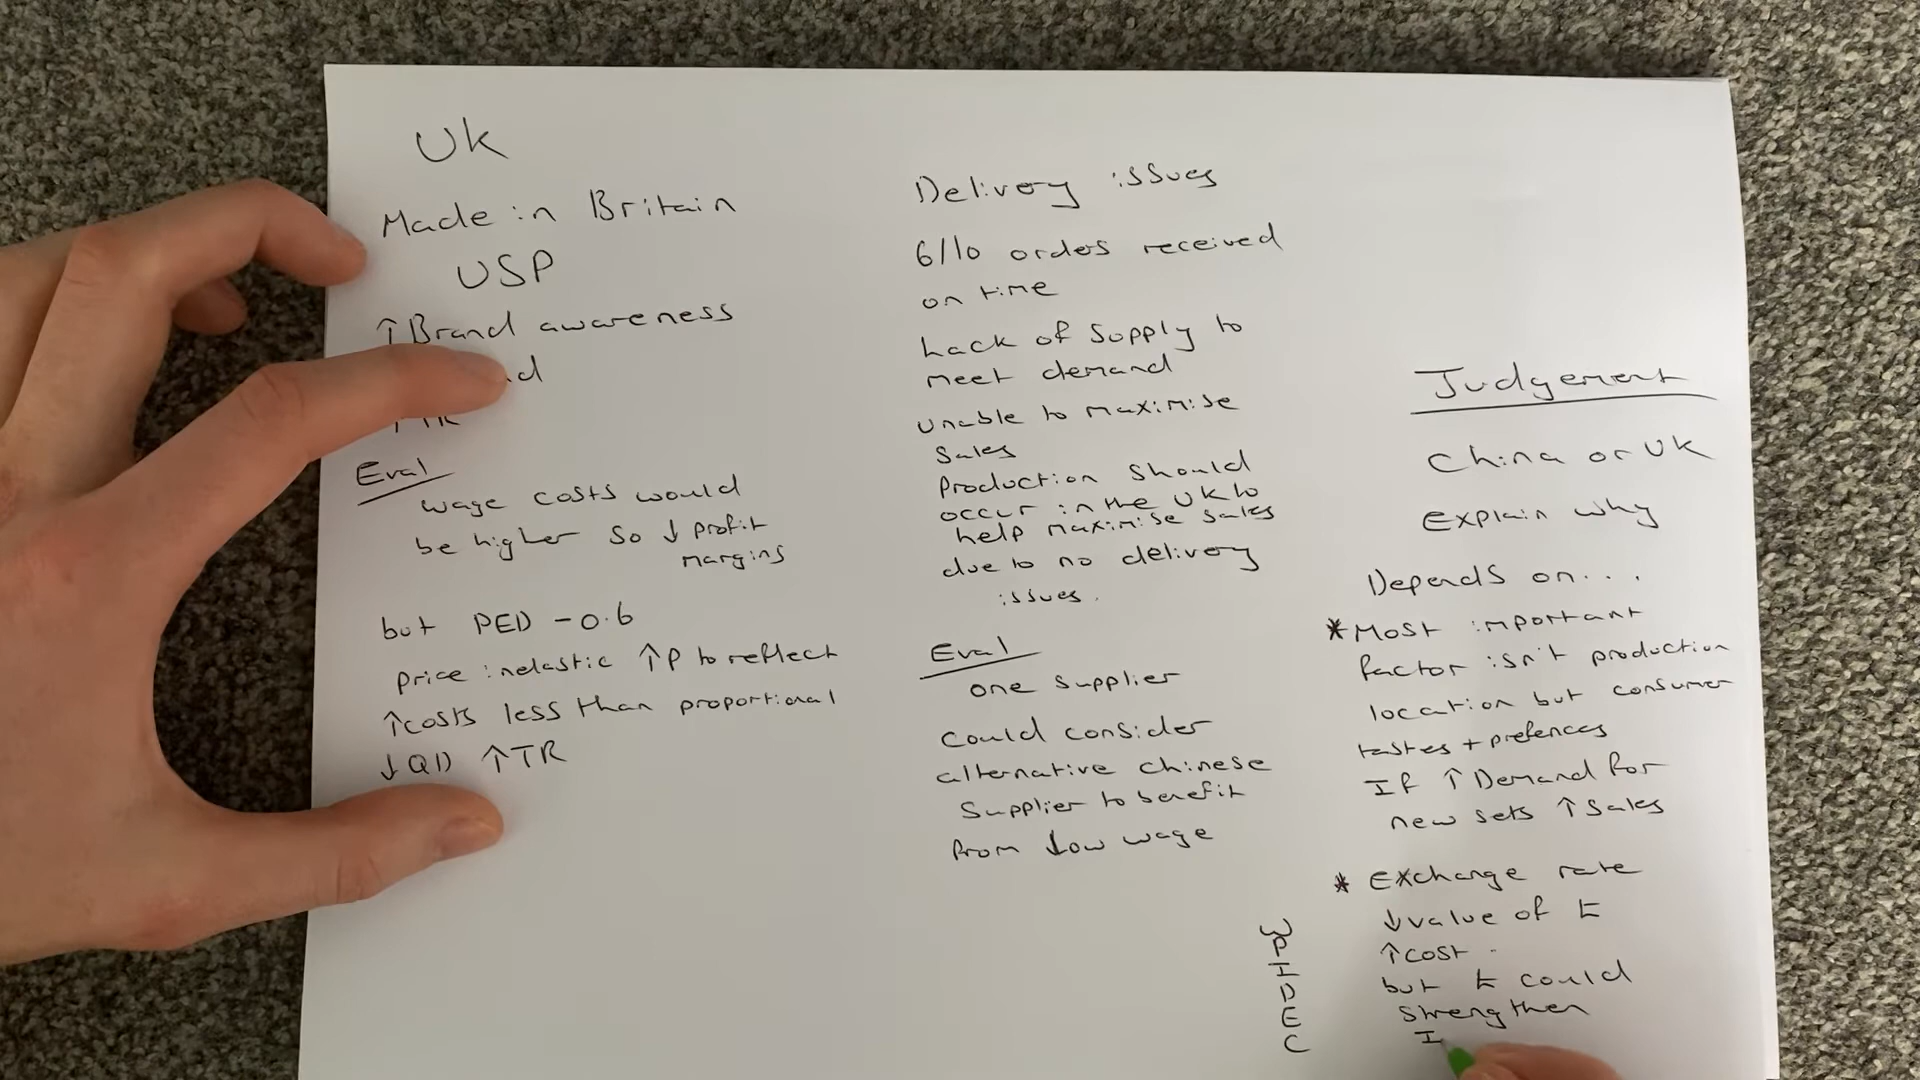 UK
Made in Britain
USP
↑ Brand awareness
↑ TR
Eval
wage costs would
be higher so ↓ profit
margins
but PED -0.6
price inelastic ↑P to reflect
↑costs less than proportional
↓QD ↑TR
Delivery issues
6/10 orders received
on time
Lack of supply to
meet demand
unable to maximise
sales
production should
occur in the UK to
help maximise sales
due to no delivery
issues.
Eval
one supplier
could consider
alternative chinese
supplier to benefit
from low wage
Judgement
China or UK
Explain why
Depends on...
* Most important
factor isn't production
location but consumer
tastes + prefences
If ↑ Demand for
new sets ↑ sales
* Exchange rate
↓ value of £
↑ cost
but £ could
strengthen
I